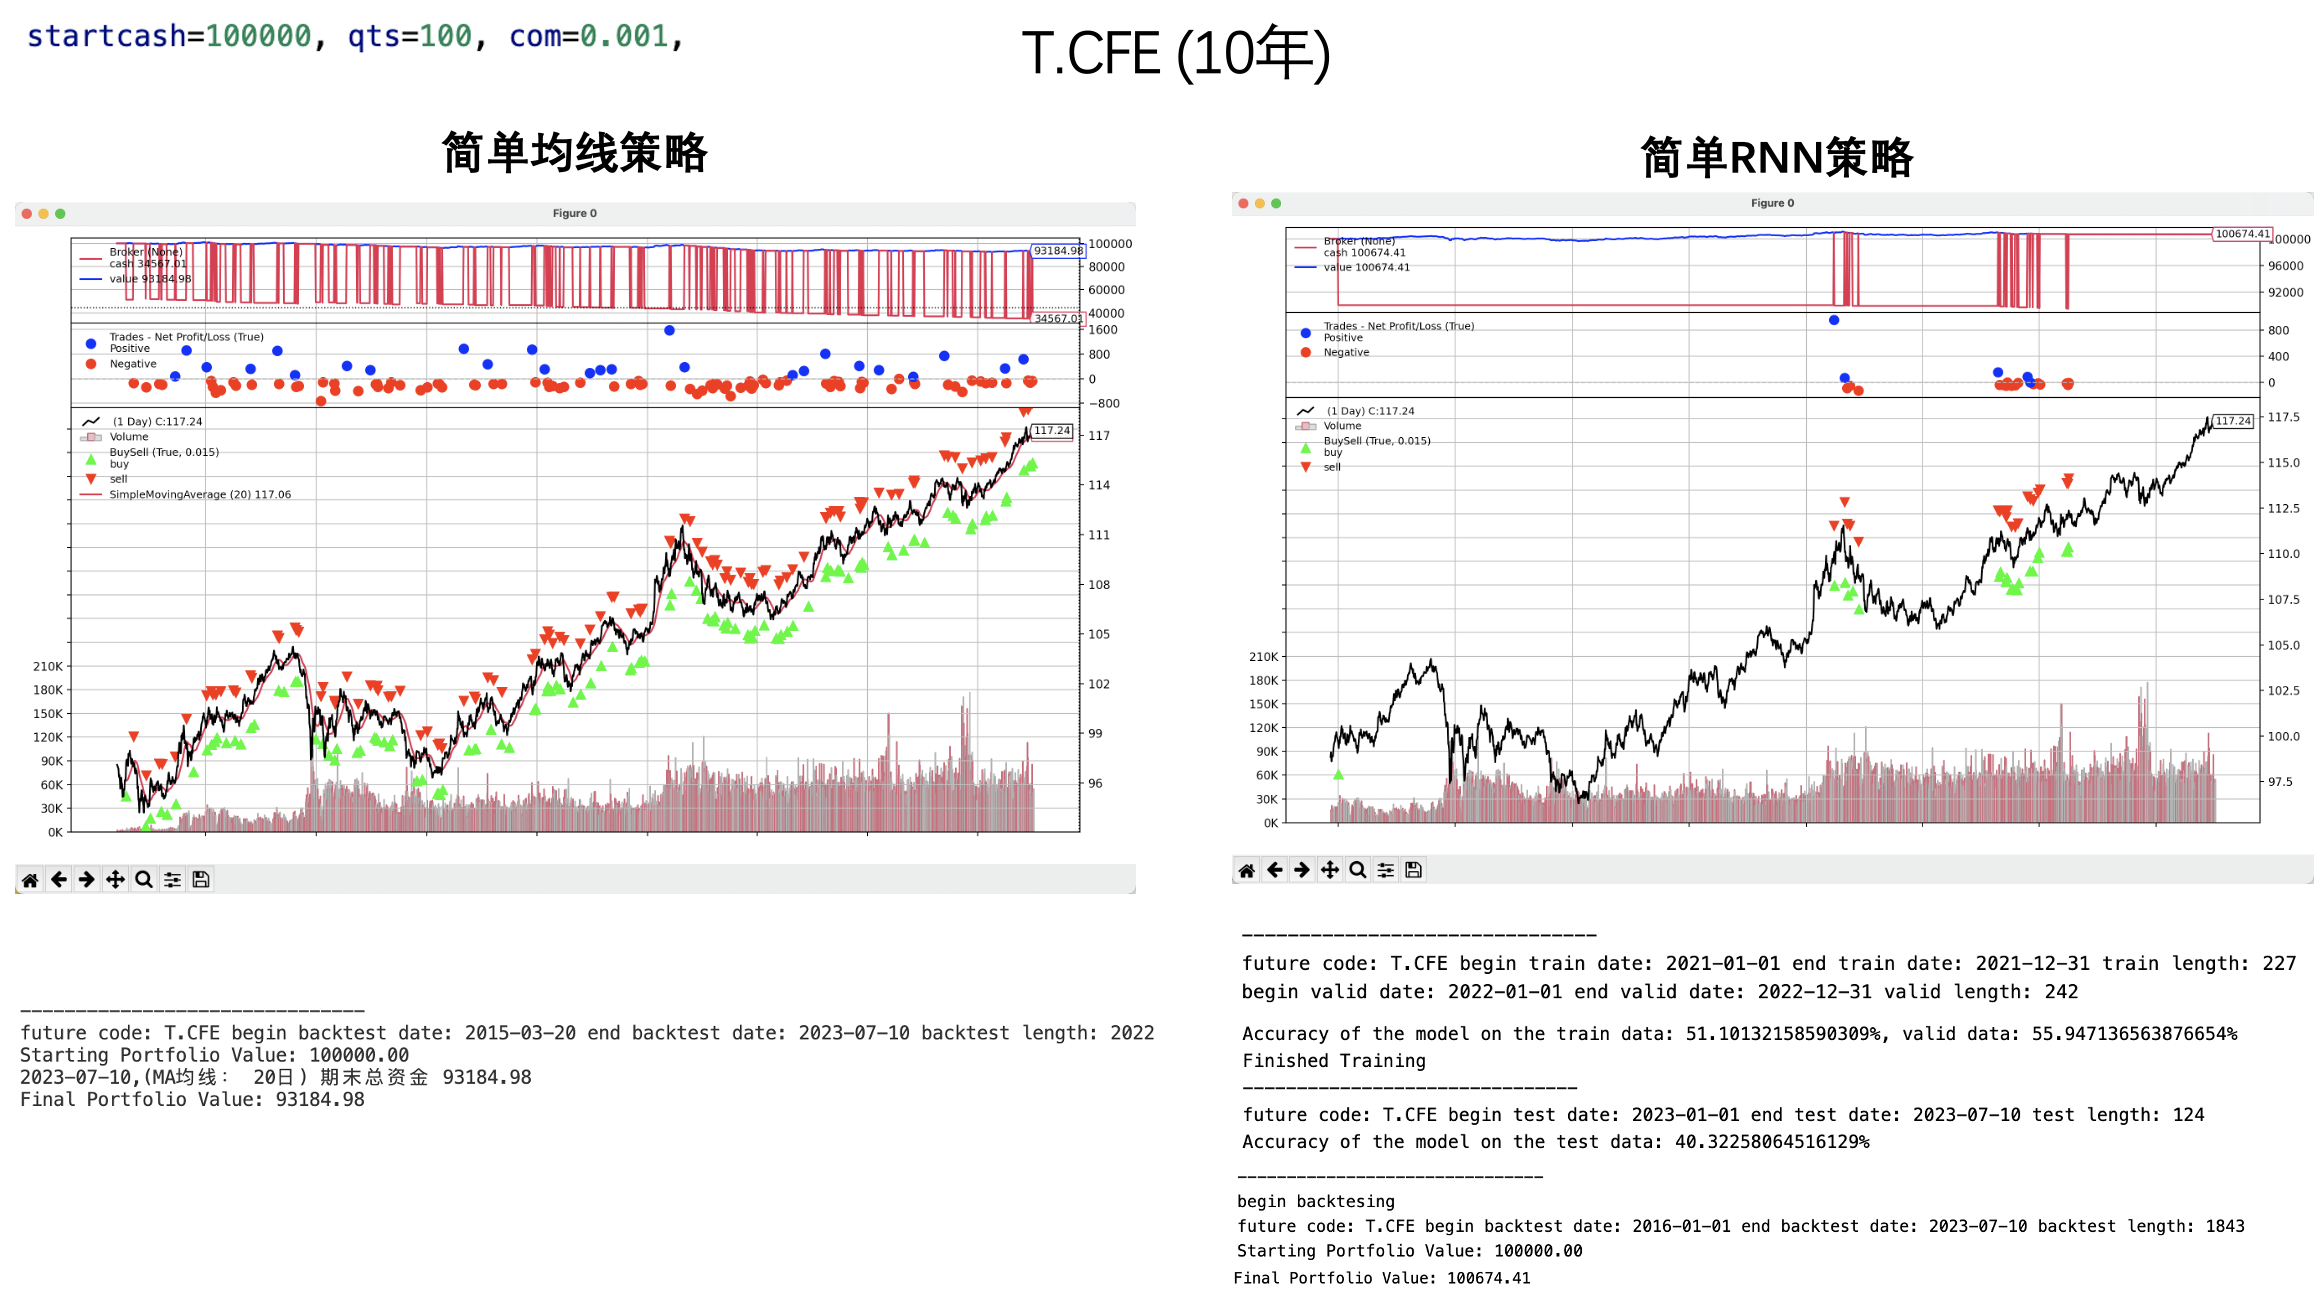 startcash=100000, qts=100, com=0.001,
T.CFE (10年)
简单均线策略
Figure 0
Broker (None)
cash 34567.01
value 93184.98
93184.98
34567.01
100000
80000
60000
40000
Trades - Net Profit/Loss (True)
Positive
Negative
1600
800
0
−800
(1 Day) C:117.24
Volume
BuySell (True, 0.015)
buy
sell
SimpleMovingAverage (20) 117.06
117.24
117
114
111
108
105
102
99
96
210K
180K
150K
120K
90K
60K
30K
0K
------------------------------
future code: T.CFE begin backtest date: 2015-03-20 end backtest date: 2023-07-10 backtest length: 2022
Starting Portfolio Value: 100000.00
2023-07-10,(MA均线： 20日) 期末总资金 93184.98
Final Portfolio Value: 93184.98
简单RNN策略
Figure 0
Broker (None)
cash 100674.41
value 100674.41
100674.41
100000
96000
92000
Trades - Net Profit/Loss (True)
Positive
Negative
800
400
0
(1 Day) C:117.24
Volume
BuySell (True, 0.015)
buy
sell
117.24
117.5
115.0
112.5
110.0
107.5
105.0
102.5
100.0
97.5
210K
180K
150K
120K
90K
60K
30K
0K
------------------------------
future code: T.CFE begin train date: 2021-01-01 end train date: 2021-12-31 train length: 227
begin valid date: 2022-01-01 end valid date: 2022-12-31 valid length: 242
Accuracy of the model on the train data: 51.10132158590309%, valid data: 55.947136563876654%
Finished Training
------------------------------
future code: T.CFE begin test date: 2023-01-01 end test date: 2023-07-10 test length: 124
Accuracy of the model on the test data: 40.32258064516129%
------------------------------
begin backtesing
future code: T.CFE begin backtest date: 2016-01-01 end backtest date: 2023-07-10 backtest length: 1843
Starting Portfolio Value: 100000.00
Final Portfolio Value: 100674.41